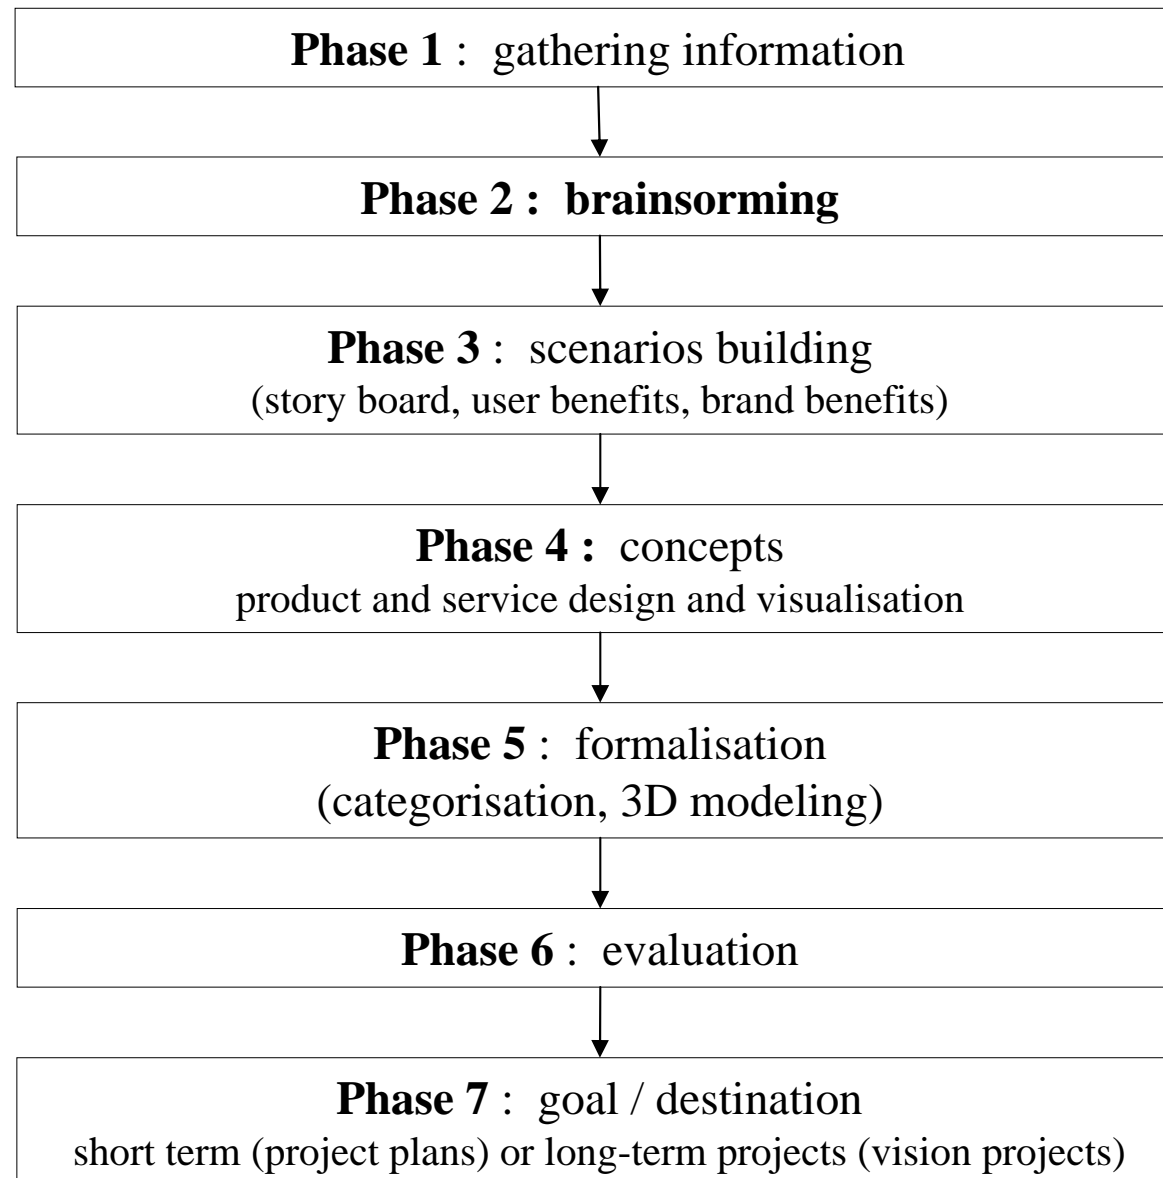 Phase 1 : gathering information
Phase 2 : brainsorming
Phase 3 : scenarios building
(story board, user benefits, brand benefits)
Phase 4 : concepts
product and service design and visualisation
Phase 5 : formalisation
(categorisation, 3D modeling)
Phase 6 : evaluation
Phase 7 : goal / destination
short term (project plans) or long-term projects (vision projects)